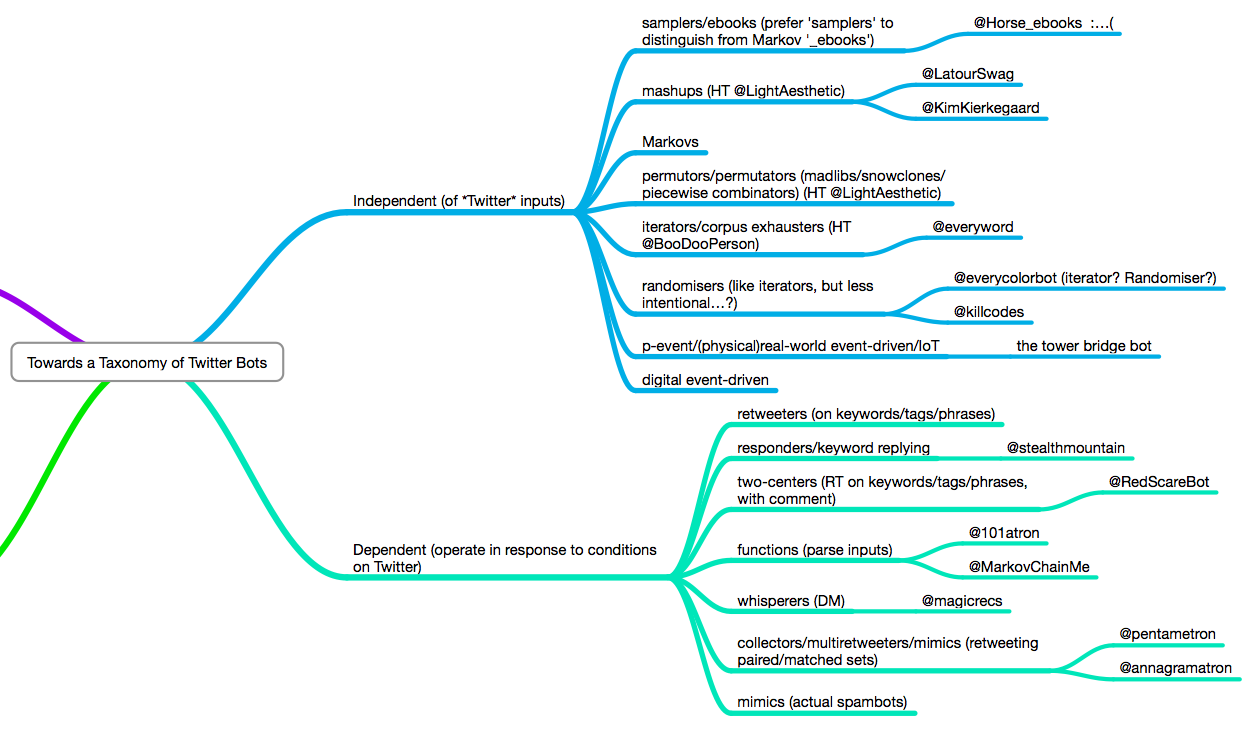 samplers/ebooks (prefer 'samplers' to
distinguish from Markov '_ebooks')
@Horse_ebooks :...(
mashups (HT @LightAesthetic)
@LatourSwag
@KimKierkegaard
Markovs
permutors/permutators (madlibs/snowclones/
piecewise combinators) (HT @LightAesthetic)
Independent (of *Twitter* inputs)
iterators/corpus exhausters (HT
@BooDooPerson)
@everyword
randomisers (like iterators, but less
intentional...?)
@everycolorbot (iterator? Randomiser?)
@killcodes
p-event/(physical)real-world event-driven/IoT
the tower bridge bot
digital event-driven
Towards a Taxonomy of Twitter Bots
retweeters (on keywords/tags/phrases)
responders/keyword replying
@stealthmountain
two-centers (RT on keywords/tags/phrases,
with comment)
@RedScareBot
Dependent (operate in response to conditions
on Twitter)
functions (parse inputs)
@101atron
@MarkovChainMe
whisperers (DM)
@magicrecs
collectors/multiretweeters/mimics (retweeting
paired/matched sets)
@pentametron
@annagramatron
mimics (actual spambots)